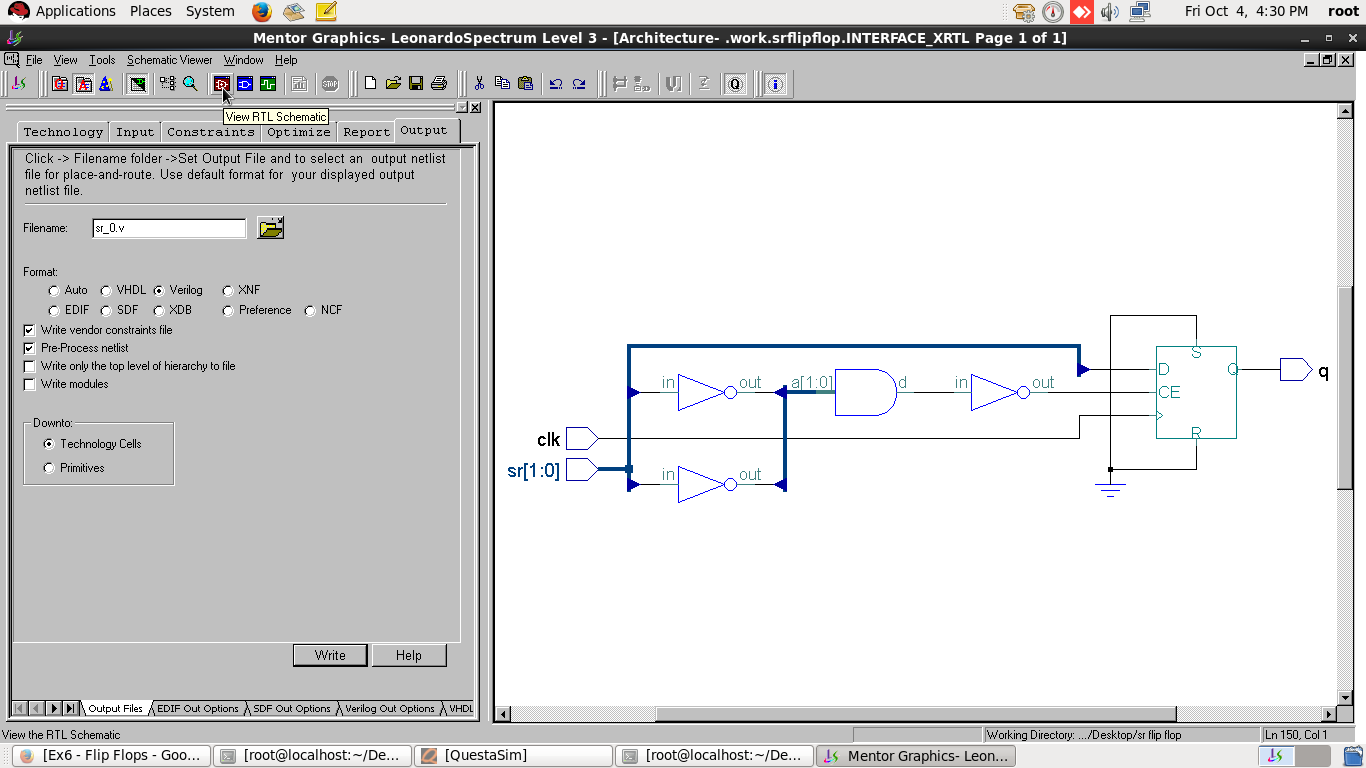 Applications Places System Fri Oct 4, 4:30 PM root
Mentor Graphics- LeonardoSpectrum Level 3 - [Architecture- .work.srflipflop.INTERFACE_XRTL Page 1 of 1]
File View Tools Schematic Viewer Window Help
STOP Q
View RTL Schematic
Technology Input Constraints Optimize Report Output
Click -> Filename folder ->Set Output File and to select an output netlist
file for place-and-route. Use default format for your displayed output
netlist file.
Filename: sr_0.v
Format:
Auto VHDL Verilog XNF
EDIF SDF XDB Preference NCF
Write vendor constraints file
Pre-Process netlist
Write only the top level of hierarchy to file
Write modules
Downto:
Technology Cells
Primitives
Write Help
Output Files EDIF Out Options SDF Out Options Verilog Out Options VHDL
S
D Q q
in out a[1:0] d in out CE
clk R
sr[1:0] in out
View the RTL Schematic Working Directory: .../Desktop/sr flip flop Ln 150, Col 1
[Ex6 - Flip Flops - Goo... [root@localhost:~/De... [QuestaSim] [root@localhost:~/De... Mentor Graphics- Leon...